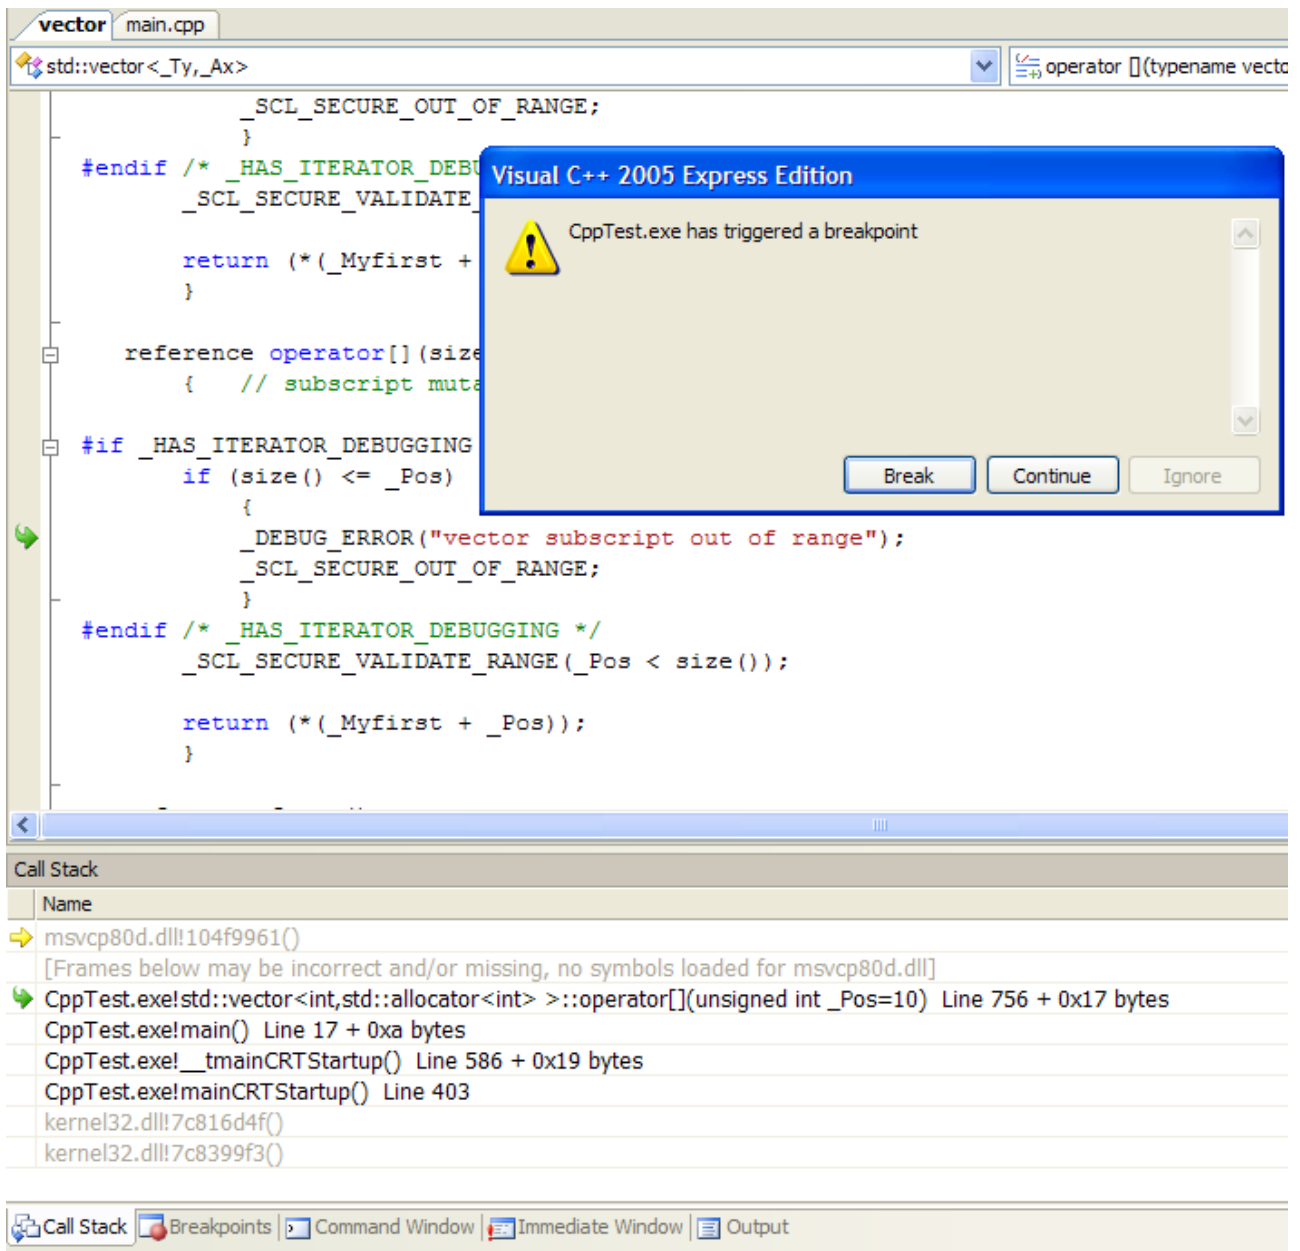 vector main.cpp
std::vector<_Ty,_Ax> operator [](typename vecto
_SCL_SECURE_OUT_OF_RANGE;
}
#endif /* _HAS_ITERATOR_DEBU
_SCL_SECURE_VALIDATE_
return (*(_Myfirst +
}
reference operator[](size
{ // subscript muta
#if _HAS_ITERATOR_DEBUGGING
if (size() <= _Pos)
{
_DEBUG_ERROR("vector subscript out of range");
_SCL_SECURE_OUT_OF_RANGE;
}
#endif /* _HAS_ITERATOR_DEBUGGING */
_SCL_SECURE_VALIDATE_RANGE(_Pos < size());
return (*(_Myfirst + _Pos));
}
Visual C++ 2005 Express Edition
CppTest.exe has triggered a breakpoint
Break Continue Ignore
Call Stack
Name
msvcp80d.dll!104f9961()
[Frames below may be incorrect and/or missing, no symbols loaded for msvcp80d.dll]
CppTest.exe!std::vector<int,std::allocator<int> >::operator[](unsigned int _Pos=10) Line 756 + 0x17 bytes
CppTest.exe!main() Line 17 + 0xa bytes
CppTest.exe!__tmainCRTStartup() Line 586 + 0x19 bytes
CppTest.exe!mainCRTStartup() Line 403
kernel32.dll!7c816d4f()
kernel32.dll!7c8399f3()
Call Stack Breakpoints Command Window Immediate Window Output